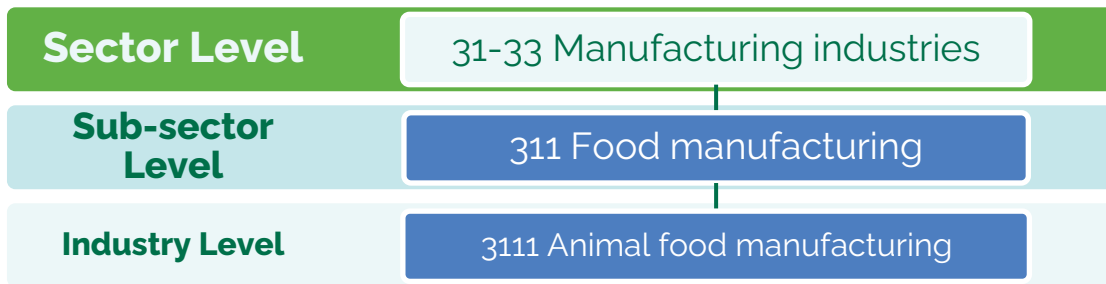 Sector Level
31-33 Manufacturing industries
Sub-sector
Level
311 Food manufacturing
Industry Level
3111 Animal food manufacturing